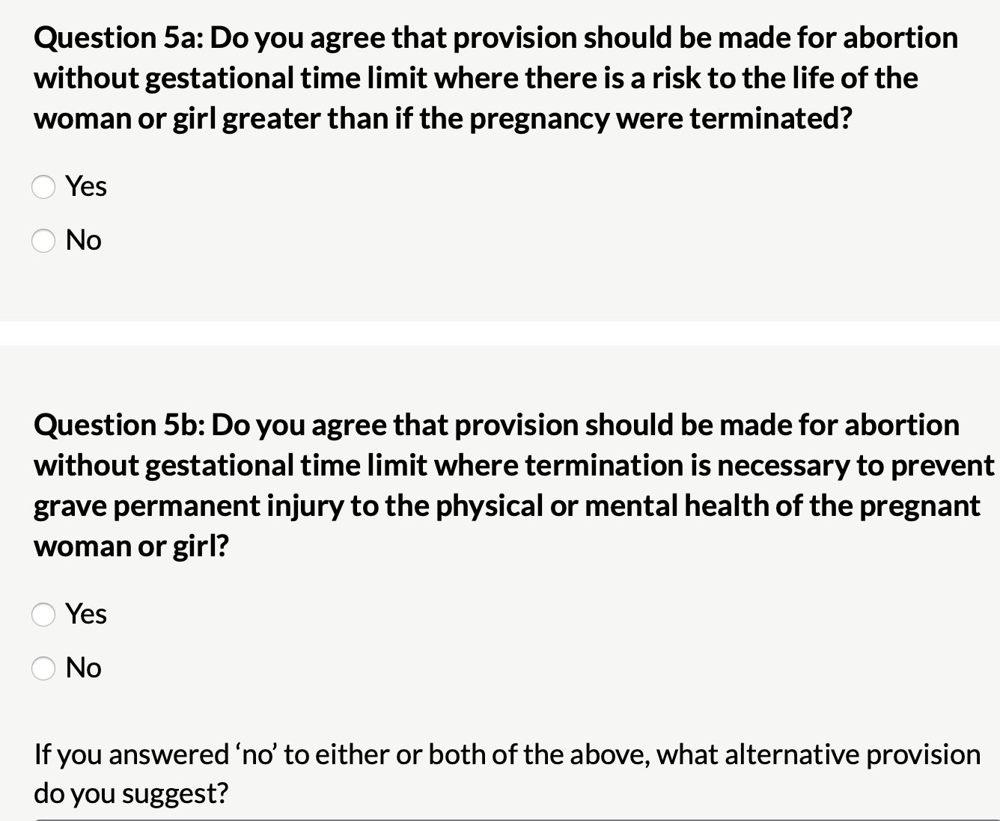 Question 5a: Do you agree that provision should be made for abortion
without gestational time limit where there is a risk to the life of the
woman or girl greater than if the pregnancy were terminated?
Yes
No
Question 5b: Do you agree that provision should be made for abortion
without gestational time limit where termination is necessary to prevent
grave permanent injury to the physical or mental health of the pregnant
woman or girl?
Yes
No
If you answered ‘no’ to either or both of the above, what alternative provision
do you suggest?